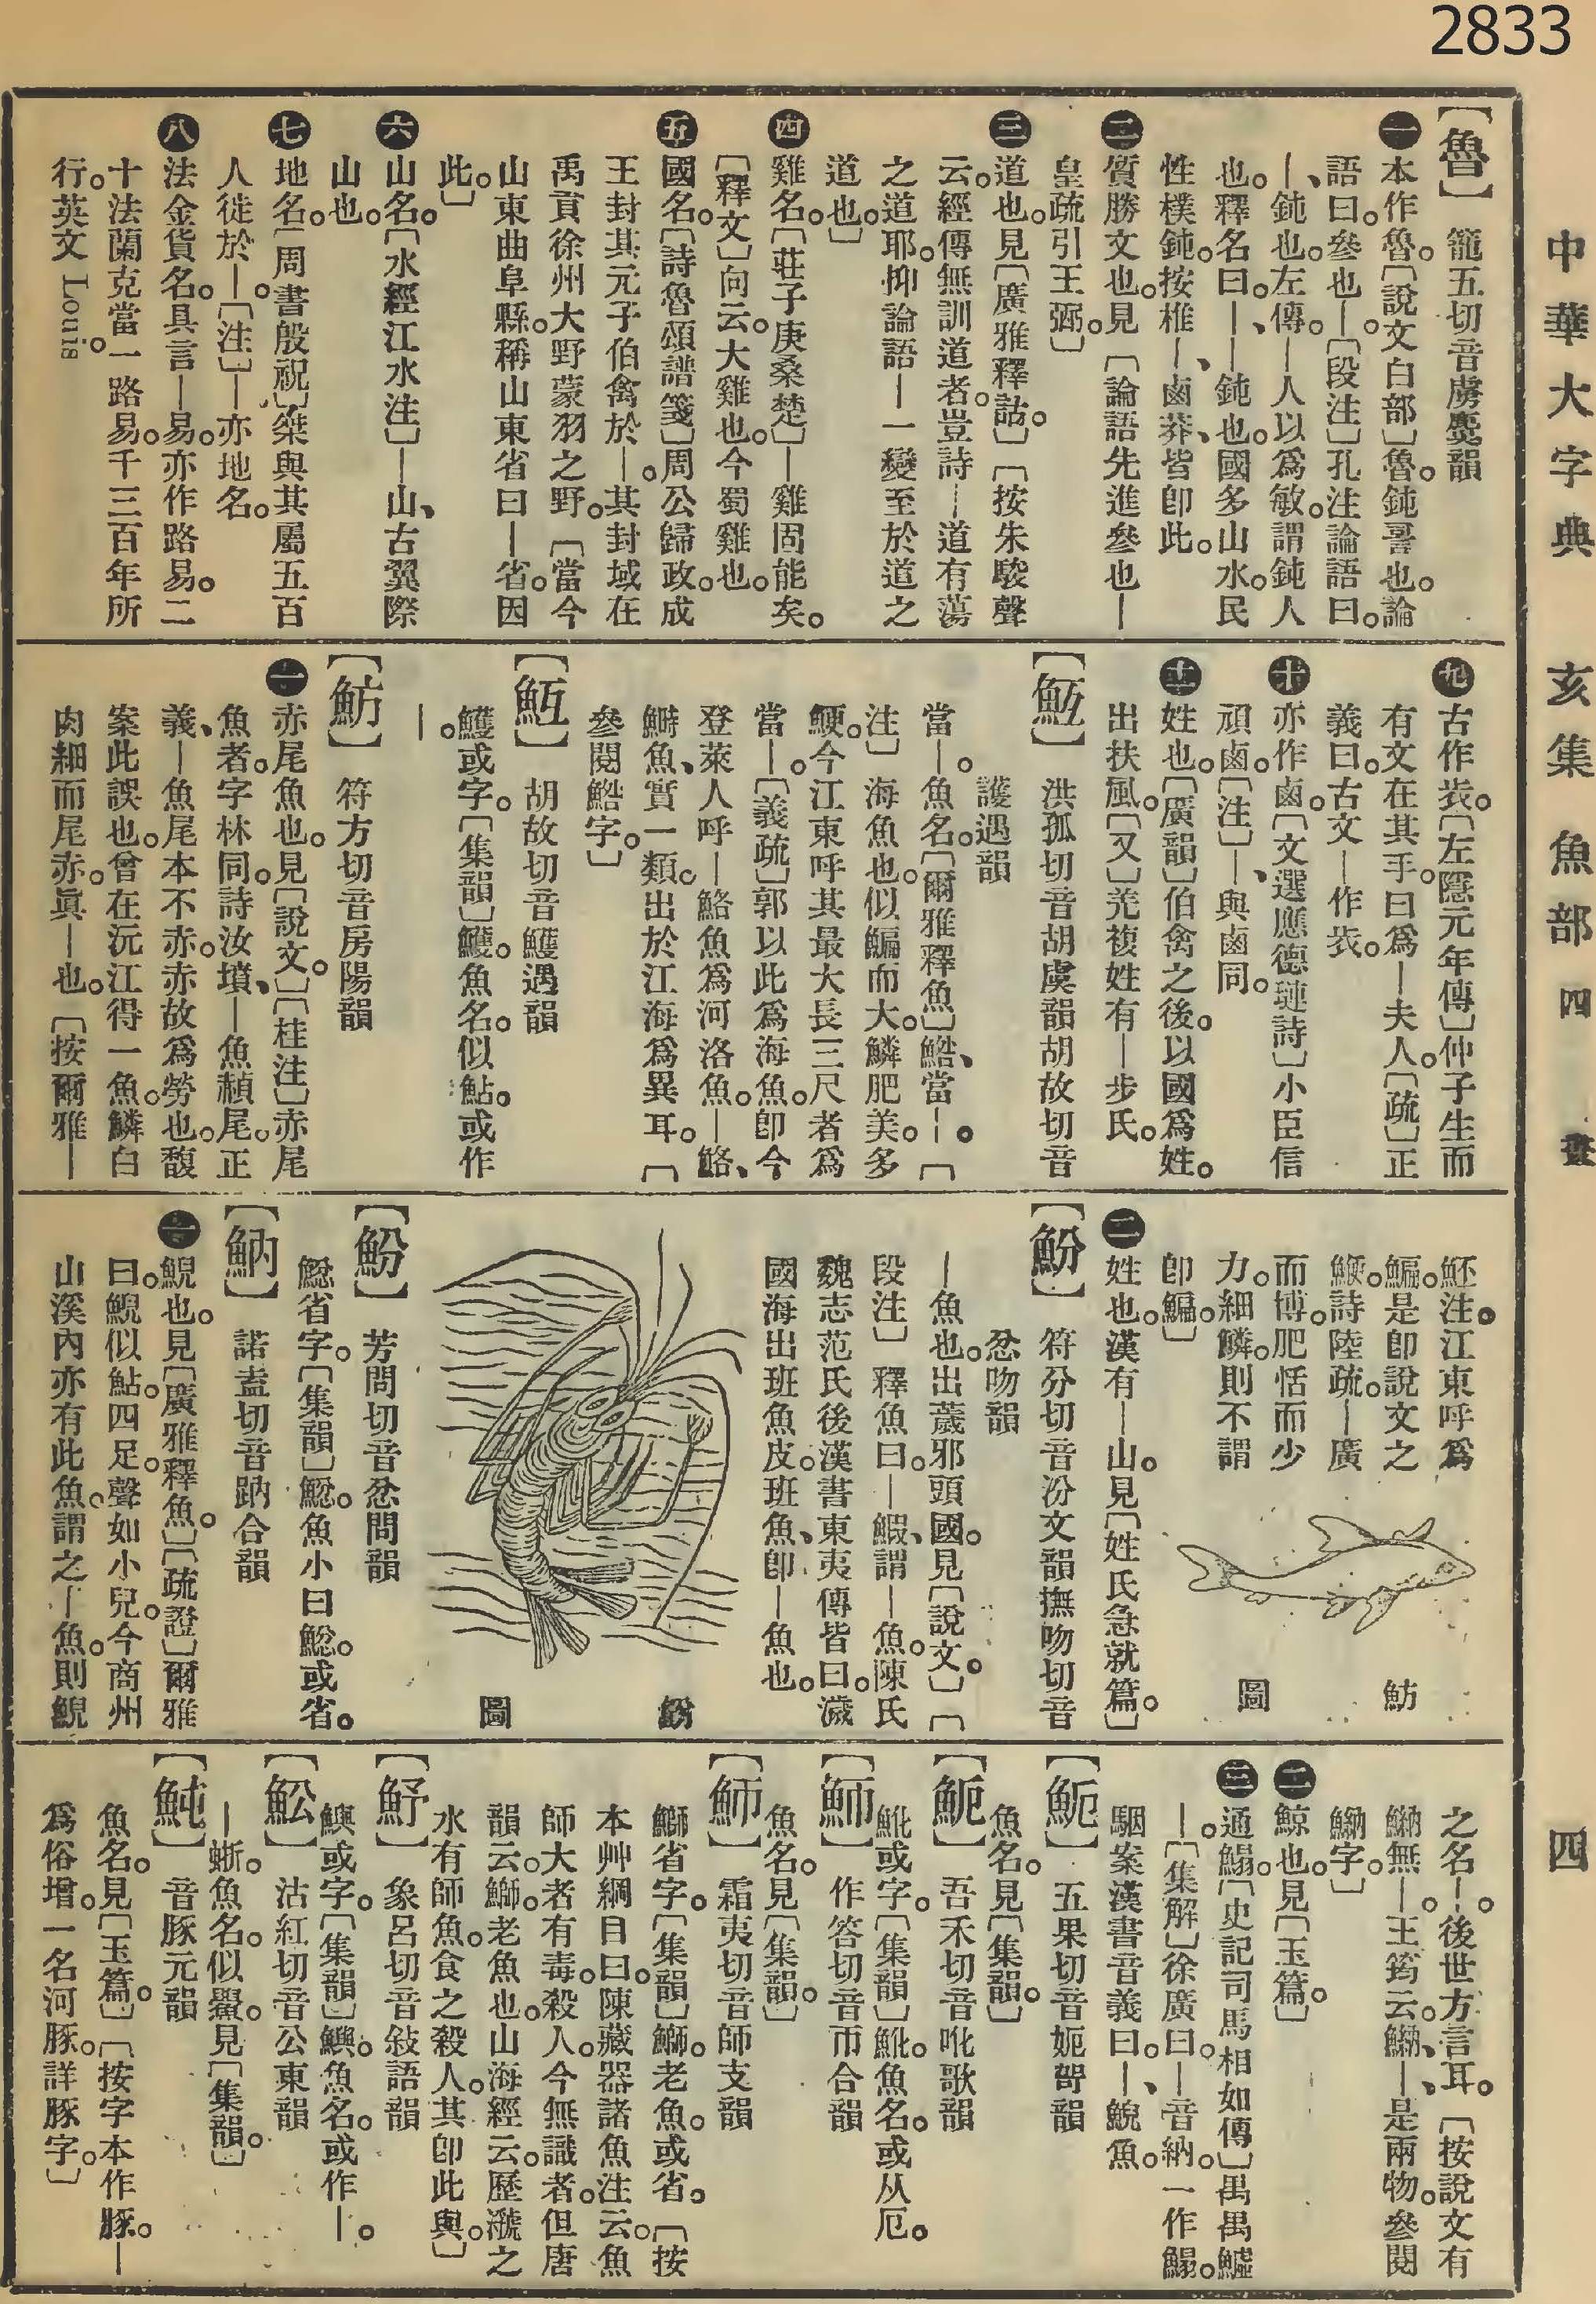 2833
中華大字典 亥集 魚部 四畫 四
【魯】 籠五切音虜麌韻
㊀本作魯。〔說文白部〕魯。鈍詞也。論
語曰。參也—〔段注〕孔注論語曰。
—、鈍也。左傳。—人以爲敏。謂鈍人
也。釋名曰。—、—鈍也。國多山水。民
性樸鈍。按椎—、鹵莽、皆卽此。
㊁質勝文也。見〔論語先進參也—
皇疏引王弼。〕
㊂道也。見〔廣雅釋詁。〕〔按朱駿聲
云。經傳無訓道者。豈詩—道有蕩
之道耶。抑論語—一變至於道之
道也。〕
㊃雞名。〔莊子庚桑楚〕—雞固能矣。
〔釋文〕向云。大雞也。今蜀雞也。
㊄國名。〔詩魯頌譜箋〕周公歸政。成
王封其元子伯禽於—。其封域在
禹貢徐州大野蒙羽之野。〔當今
山東曲阜縣。稱山東省曰—省。因
此。〕
㊅山名。〔水經江水注〕—山、古翼際
山也。
㊆地名。〔周書殷祝〕桀與其屬五百
人徙於—。〔注〕—亦地名。
㊇法金貨名。具言—易。亦作路易。二
十法蘭克當一路易。千三百年所
行。英文 Louis
㊈古作𣥐。〔左隱元年傳〕仲子生而
有文在其手。曰爲—夫人。〔疏〕正
義曰。古文—作𣥐。
㊉亦作鹵。〔文選應德璉詩〕小臣信
頑鹵。〔注〕—、與鹵同。
姓也。〔廣韻〕伯禽之後。以國爲姓。
出扶風。〔又〕羌複姓有—步氏。
【魱】 洪孤切音胡虞韻胡故切音
護遇韻
當—。魚名。〔爾雅釋魚〕鯦、當—。〔
注〕海魚也。似鯿而大。鱗肥美。多
鯁。今江東呼其最大長三尺者爲
當—。〔義疏〕郭以此爲海魚。卽今
登萊人呼—鮥魚爲河洛魚。—鮥、
鰣魚、實一類。出於江海爲異耳。〔
參閱鯦字。〕
【魱】 胡故切音鱯遇韻
鱯或字。〔集韻〕鱯。魚名。似鮎。或作
—。
【魴】 符方切音房陽韻
㊀赤尾魚也。見〔說文。〕〔桂注〕赤尾
魚者。字林同。詩汝墳、—魚赬尾。正
義、—魚尾本不赤。赤故爲勞也。馥
案此誤也。曾在沅江得一魚。鱗白
肉細而尾赤。眞—也。〔按爾雅—
魾。注。江東呼爲
鯿。是卽說文之
鯾。詩陸疏。—廣
而博。肥恬而少
力。細鱗。則不謂
卽鯿。〕
魴圖
㊁姓也。漢有—山。見〔姓氏急就篇。〕
【魵】 符分切音汾文韻撫吻切音
忿吻韻
—魚也。出薉邪頭國。見〔說文。〕〔
段注〕釋魚曰。—鰕、謂—魚。陳氏
魏志范氏後漢書東夷傳皆曰。濊
國海出班魚皮。班魚、卽—魚也。
魵圖
【魵】 芳問切音忿問韻
鱝省字。〔集韻〕。魚小曰。或省。
【魶】 諾盍切音䟜合韻
㊀鯢也。見〔廣雅釋魚。〕〔疏證〕爾雅
曰。鯢似鮎。四足。聲如小兒。今商州
山溪內亦有此魚。謂之—魚。則鯢
之名—。後世方言耳。〔按說文有
鰨無—。王筠云。鰨、—、是兩物。參閱
鰨字。〕
㊁鯨也。見〔玉篇。〕
㊂通鰨。〔史記司馬相如傳〕禺禺鱋
—。〔集解〕徐廣曰。—音納。一作鰨。
駰案漢書音義曰。—、鯢魚。
【䰲】 五果切音妮哿韻
魚名。見〔集韻。〕
【䰲】 吾禾切音吪歌韻
魤或字。〔集韻〕魤。魚名。或从厄。
【魳】 作答切音帀合韻
魚名。見〔集韻。〕
【魳】 霜夷切音師支韻
鰤省字。〔集韻〕鰤。老魚。或省。〔按
本艸綱目曰。陳藏器諸魚注云。魚
師大者有毒。殺人。今無識者。但唐
韻云。鰤。老魚也。山海經云。歷㶁之
水有師魚。食之殺人。其卽此與。〕
【魣】 象呂切音敍語韻
鱮或字。〔集韻〕鱮。魚名。或作—。
【魟】 沽紅切音公東韻
—䱑。魚名。似鱟。見〔集韻。〕
【魨】 音豚元韻
魚名。見〔玉篇。〕〔按字本作豚。—
爲俗增。一名河豚。詳豚字。〕